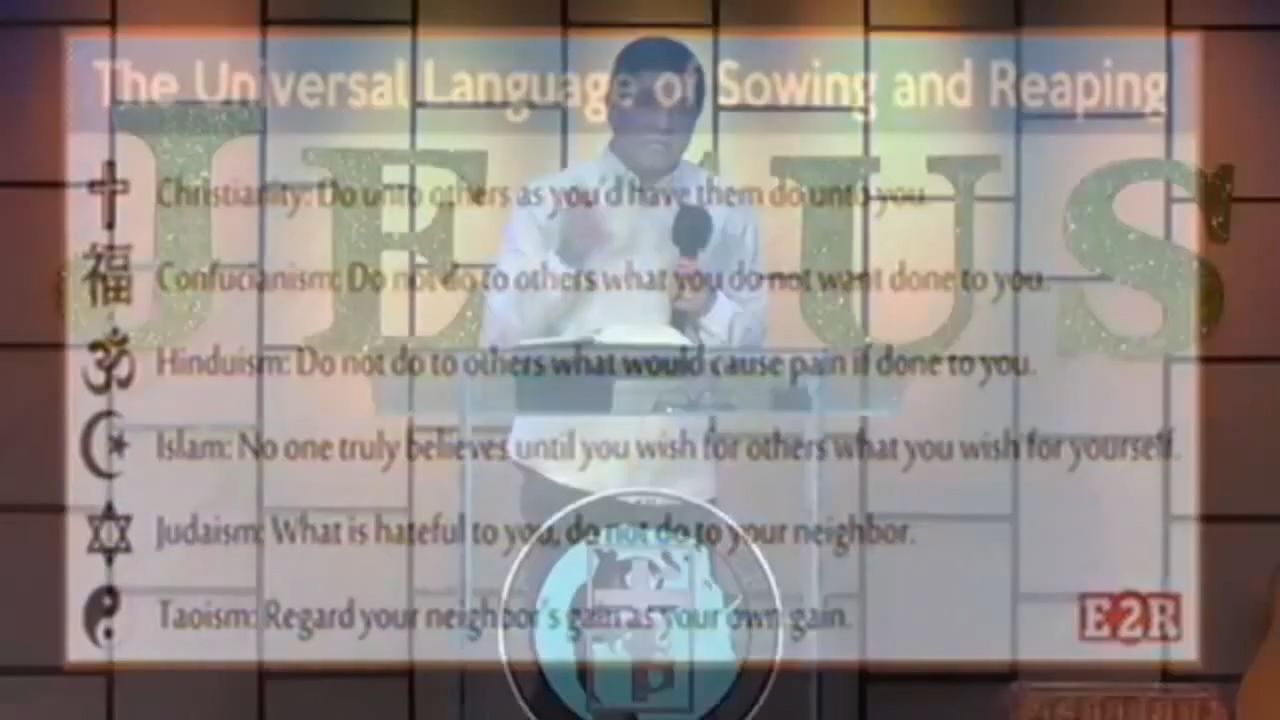 The Universal Language of Sowing and Reaping
JESUS
Christianity: Do unto others as you'd have them do unto you.
福 Confucianism: Do not do to others what you do not want done to you.
ॐ Hinduism: Do not do to others what would cause pain if done to you.
Islam: No one truly believes until you wish for others what you wish for yourself.
Judaism: What is hateful to you, do not do to your neighbor.
Taoism: Regard your neighbor's gain as your own gain.
E2R